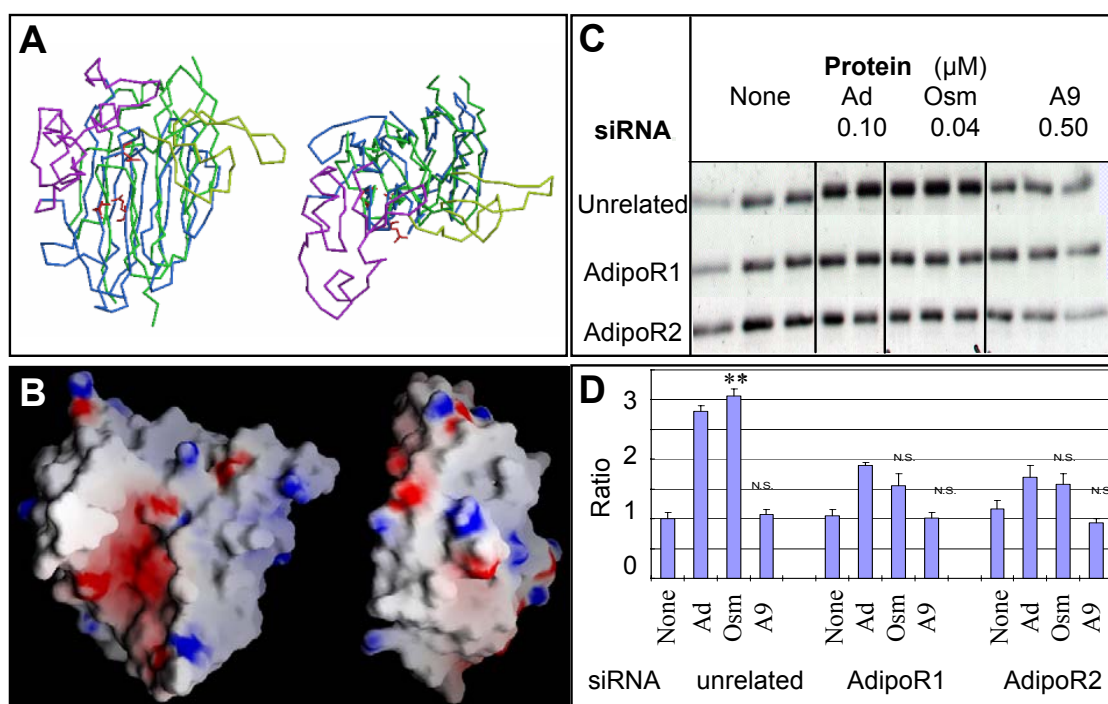 A
B
C
Protein (µM)
None Ad Osm A9
siRNA 0.10 0.04 0.50
Unrelated
AdipoR1
AdipoR2
D
3
2
1
0
Ratio
**
N.S.
N.S.
N.S.
N.S.
N.S.
None Ad Osm A9 None Ad Osm A9 None Ad Osm A9
siRNA unrelated AdipoR1 AdipoR2